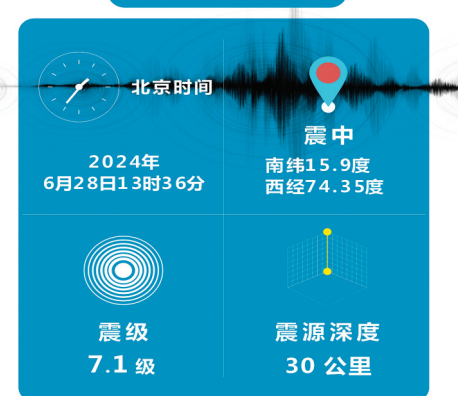 北京时间
2024年
6月28日13时36分
震中
南纬15.9度
西经74.35度
震级
7.1 级
震源深度
30 公里